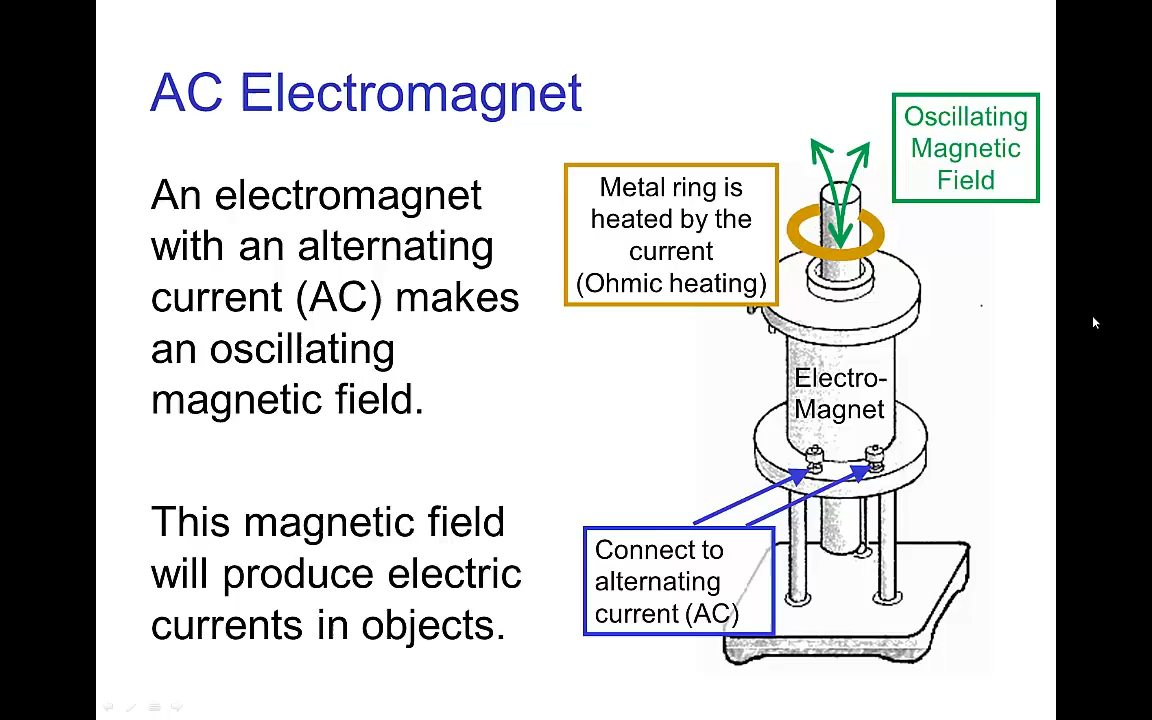 AC Electromagnet
An electromagnet
with an alternating
current (AC) makes
an oscillating
magnetic field.
This magnetic field
will produce electric
currents in objects.
Oscillating
Magnetic
Field
Metal ring is
heated by the
current
(Ohmic heating)
Electro-
Magnet
Connect to
alternating
current (AC)